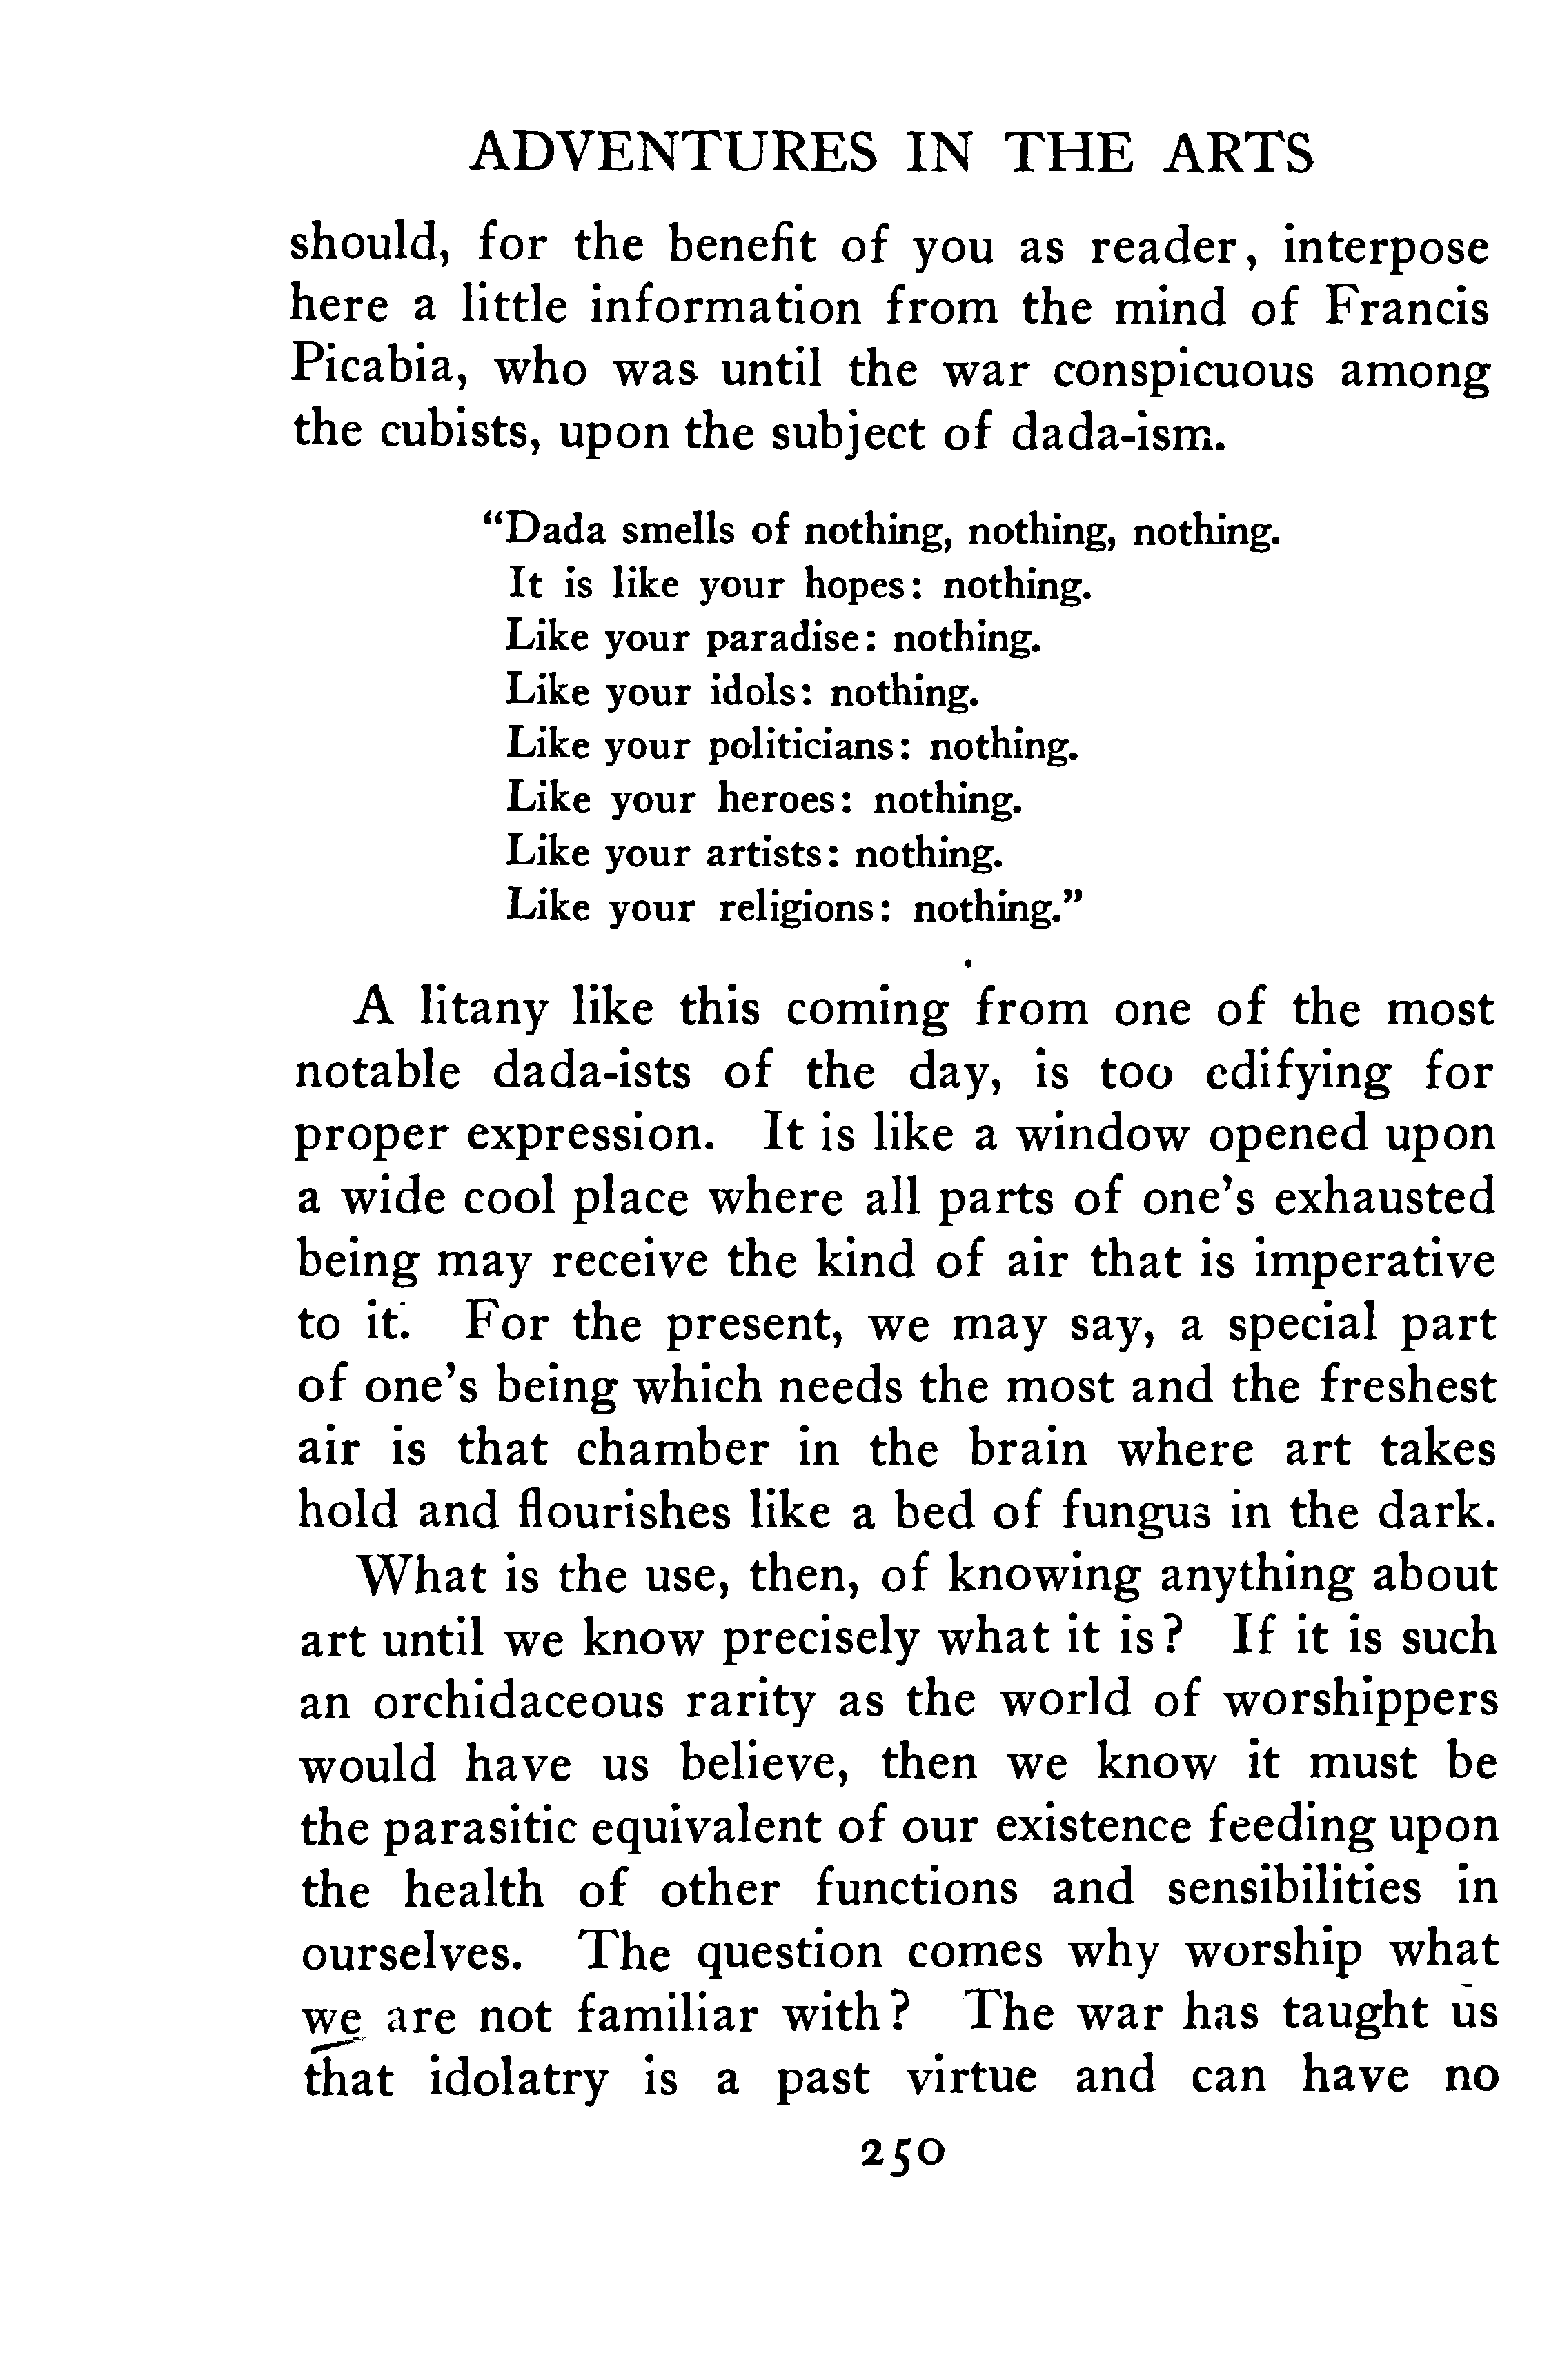 ADVENTURES IN THE ARTS
should, for the benefit of you as reader, interpose
here a little information from the mind of Francis
Picabia, who was until the war conspicuous among
the cubists, upon the subject of dada-ism.
“Dada smells of nothing, nothing, nothing.
It is like your hopes: nothing.
Like your paradise: nothing.
Like your idols: nothing.
Like your politicians: nothing.
Like your heroes: nothing.
Like your artists: nothing.
Like your religions: nothing.”
A litany like this coming from one of the most
notable dada-ists of the day, is too edifying for
proper expression. It is like a window opened upon
a wide cool place where all parts of one’s exhausted
being may receive the kind of air that is imperative
to it. For the present, we may say, a special part
of one’s being which needs the most and the freshest
air is that chamber in the brain where art takes
hold and flourishes like a bed of fungus in the dark.
What is the use, then, of knowing anything about
art until we know precisely what it is? If it is such
an orchidaceous rarity as the world of worshippers
would have us believe, then we know it must be
the parasitic equivalent of our existence feeding upon
the health of other functions and sensibilities in
ourselves. The question comes why worship what
we are not familiar with? The war has taught us
that idolatry is a past virtue and can have no
250